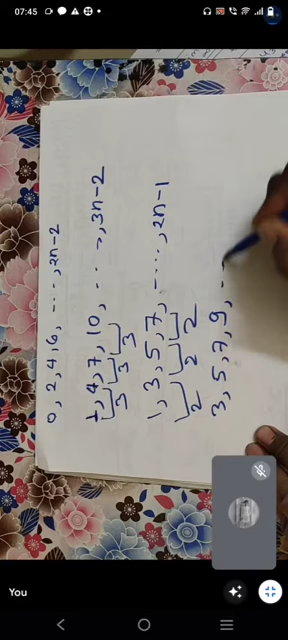 07:45
0, 2, 4, 6, ..., 2n-2
1, 4, 7, 10, ..., 3n-2
3 3 3
1, 3, 5, 7, ..., 2n-1
2 2 2
3, 5, 7, 9, ...
You